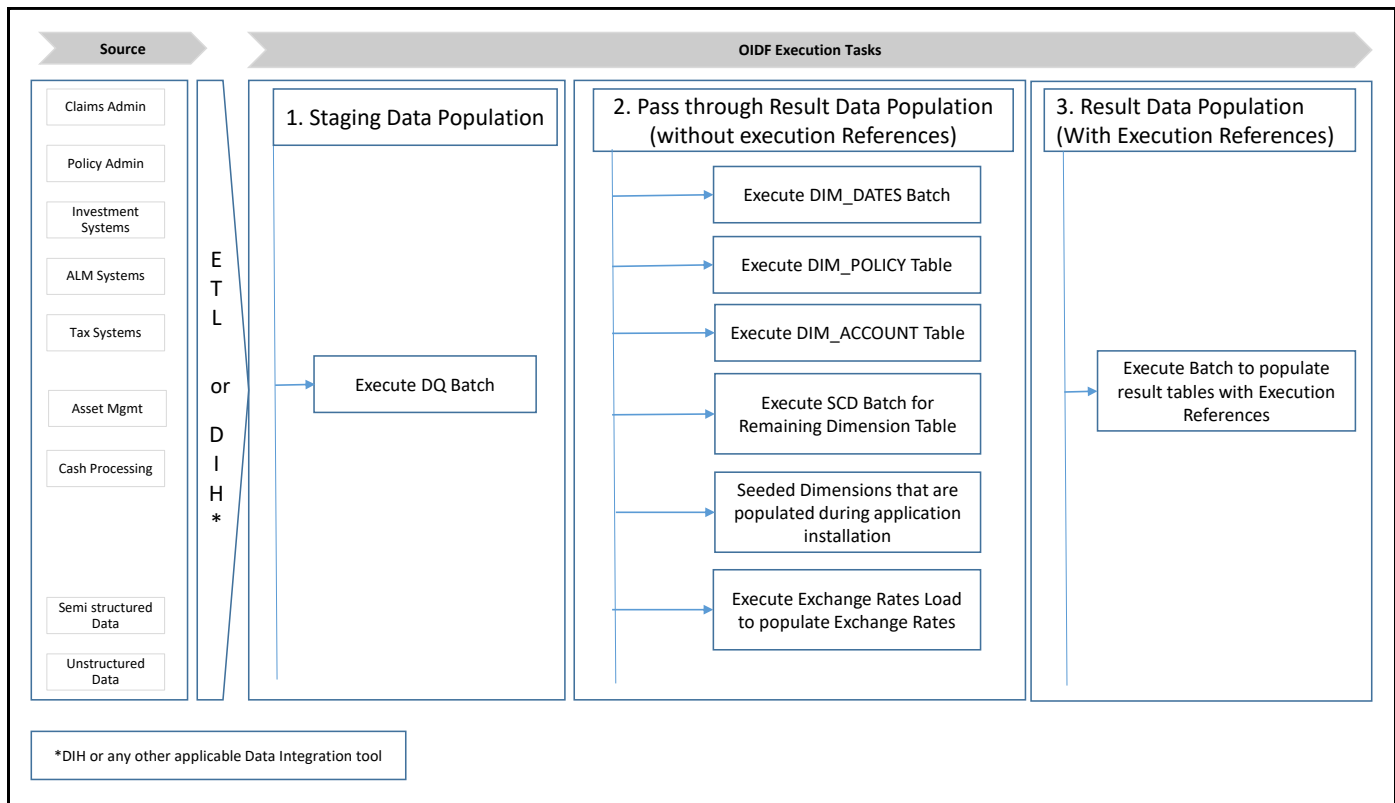 Source
OIDF Execution Tasks
Claims Admin
Policy Admin
Investment
Systems
ALM Systems
Tax Systems
Asset Mgmt
Cash Processing
Semi structured
Data
Unstructured
Data
E
T
L
or
D
I
H
*
1. Staging Data Population
Execute DQ Batch
2. Pass through Result Data Population
(without execution References)
Execute DIM_DATES Batch
Execute DIM_POLICY Table
Execute DIM_ACCOUNT Table
Execute SCD Batch for
Remaining Dimension Table
Seeded Dimensions that are
populated during application
installation
Execute Exchange Rates Load
to populate Exchange Rates
3. Result Data Population
(With Execution References)
Execute Batch to populate
result tables with Execution
References
*DIH or any other applicable Data Integration tool